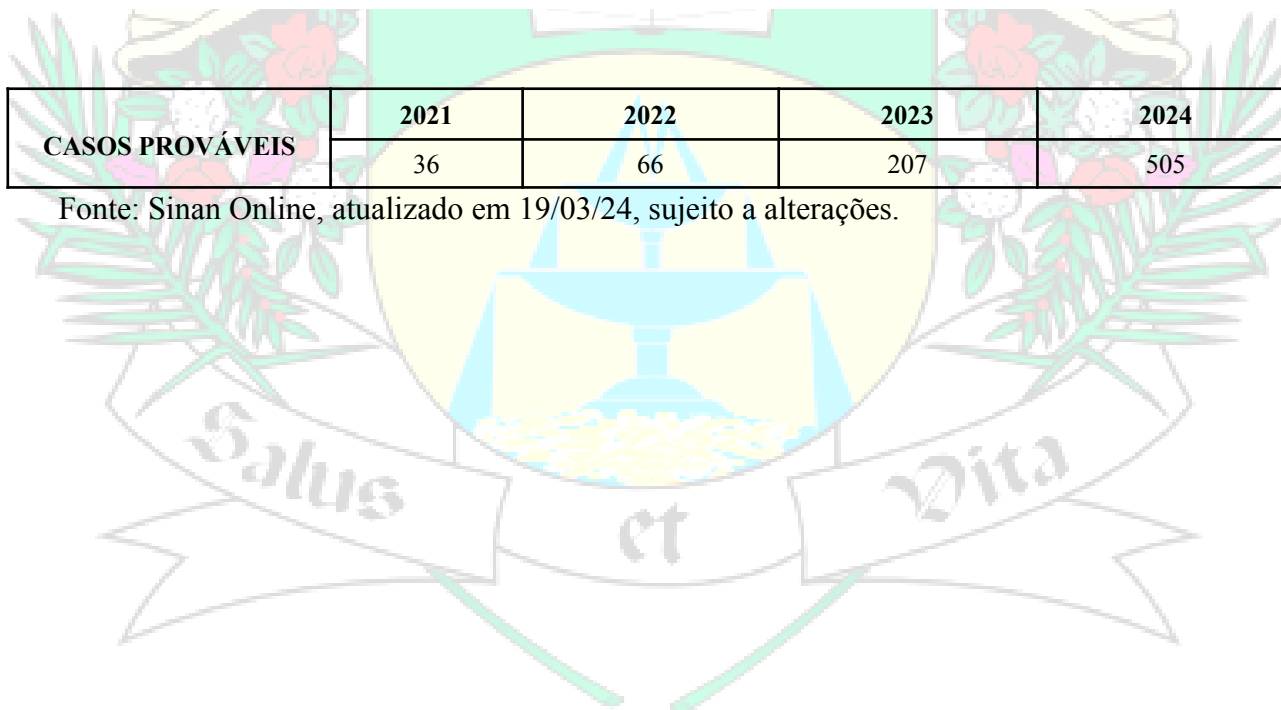 CASOS PROVÁVEIS
2021 2022 2023 2024
36 66 207 505
Fonte: Sinan Online, atualizado em 19/03/24, sujeito a alterações.
Salus et Vita